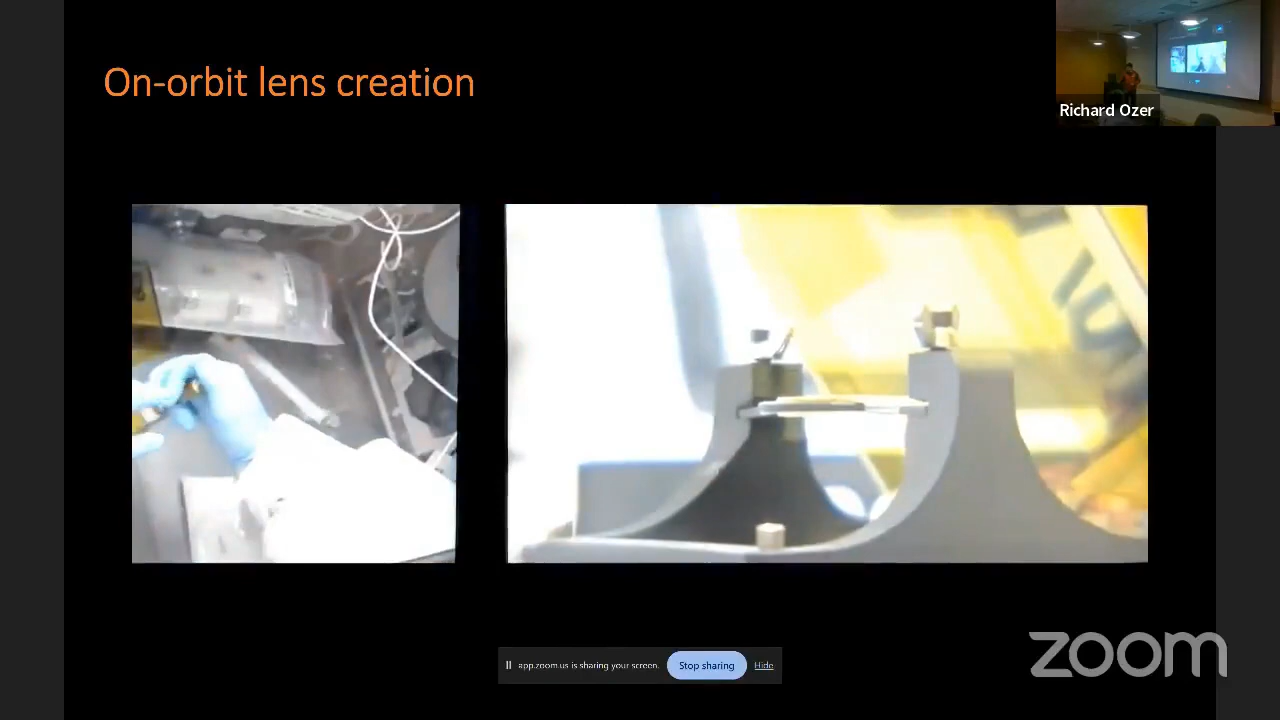 On-orbit lens creation
Richard Ozer
app.zoom.us is sharing your screen.
Stop sharing
Hide
zoom